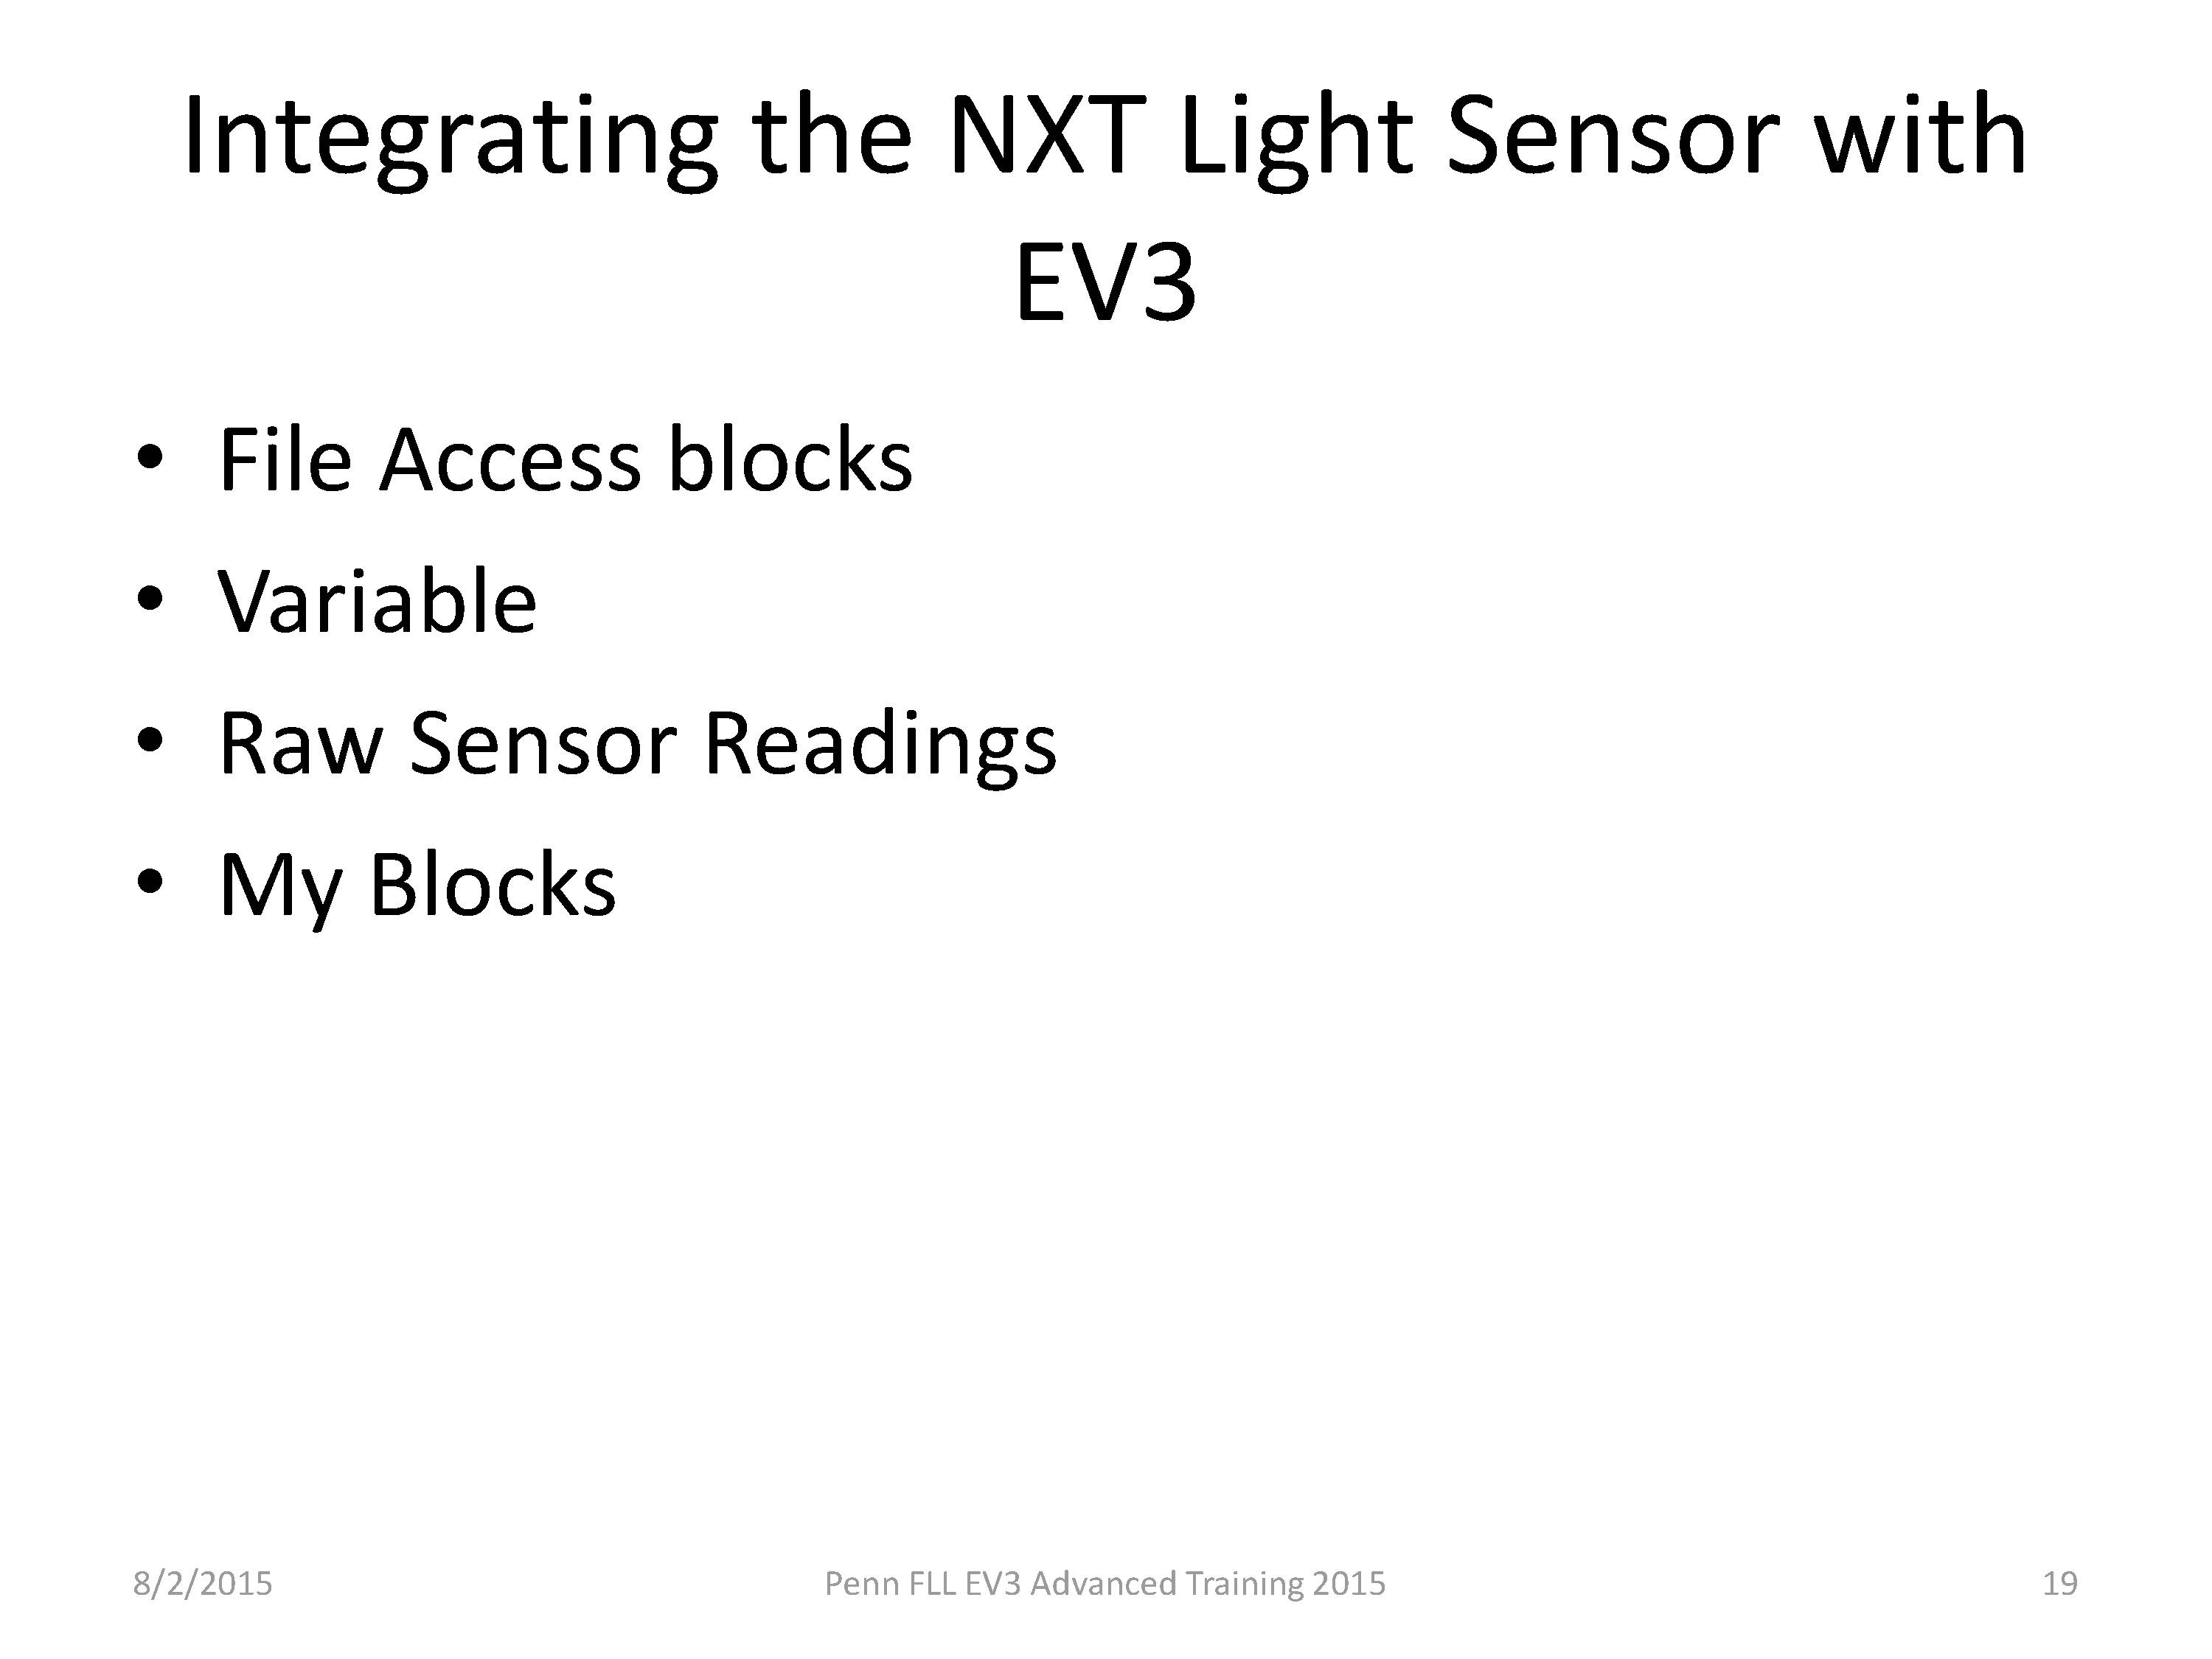 Integrating the NXT Light Sensor with
EV3
• File Access blocks
• Variable
• Raw Sensor Readings
• My Blocks
8/2/2015 Penn FLL EV3 Advanced Training 2015 19